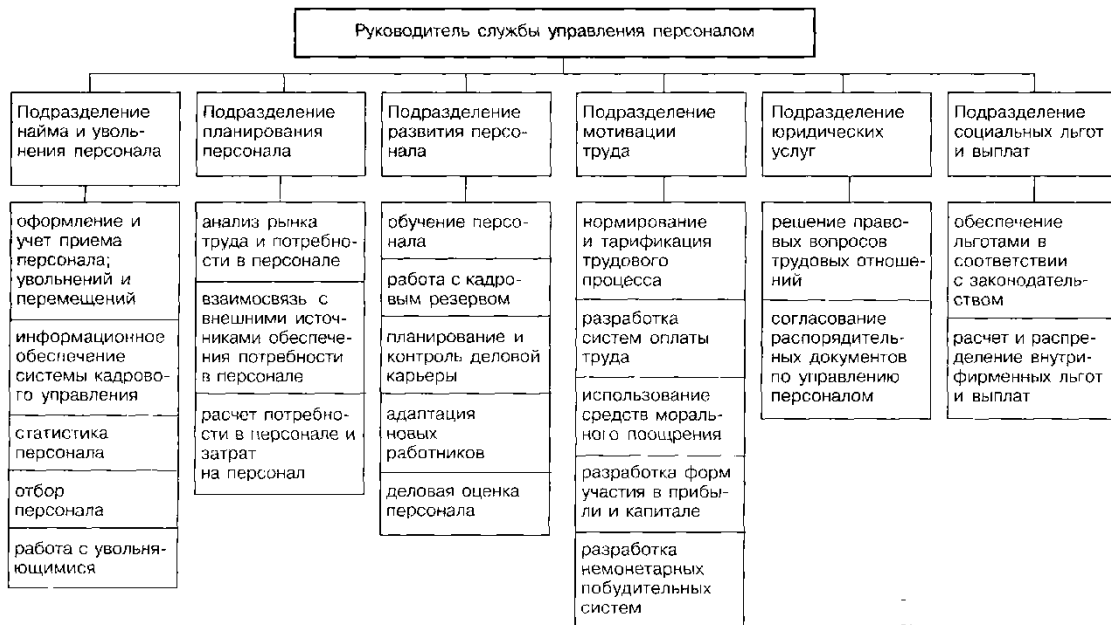 Руководитель службы управления персоналом
Подразделение
найма и уволь-
нения персонала
Подразделение
планирования
персонала
Подразделение
развития персо-
нала
Подразделение
мотивации
труда
Подразделение
юридических
услуг
Подразделение
социальных льгот
и выплат
оформление и
учет приема
персонала;
увольнений и
перемещений
информационное
обеспечение
системы кадрово-
го управления
статистика
персонала
отбор
персонала
работа с увольня-
ющимися
анализ рынка
труда и потребно-
сти в персонале
взаимосвязь с
внешними источ-
никами обеспече-
ния потребности
в персонале
расчет потребно-
сти в персонале и
затрат
на персонал
обучение персо-
нала
работа с кадро-
вым резервом
планирование и
контроль деловой
карьеры
адаптация
новых
работников
деловая оценка
персонала
нормирование
и тарификация
трудового
процесса
разработка
систем оплаты
труда
использование
средств мораль-
ного поощрения
разработка форм
участия в прибы-
ли и капитале
разработка
немонетарных
побудительных
систем
решение право-
вых вопросов
трудовых отноше-
ний
согласование
распорядитель-
ных документов
по управлению
персоналом
обеспечение
льготами в
соответствии
с законодатель-
ством
расчет и распре-
деление внутри-
фирменных льгот
и выплат